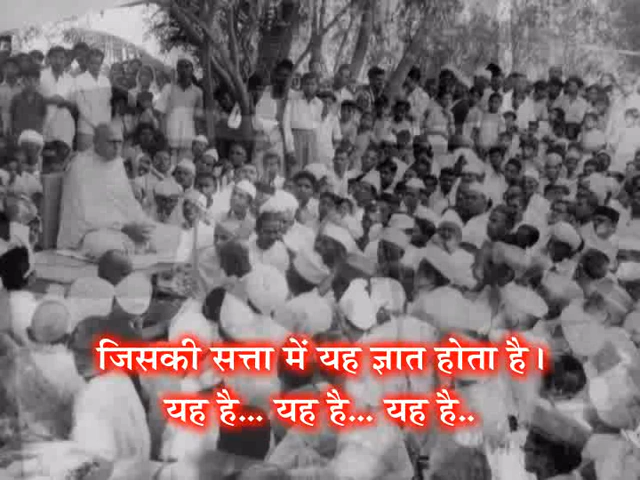 जिसकी सत्ता में यह ज्ञात होता है।
यह है... यह है... यह है..